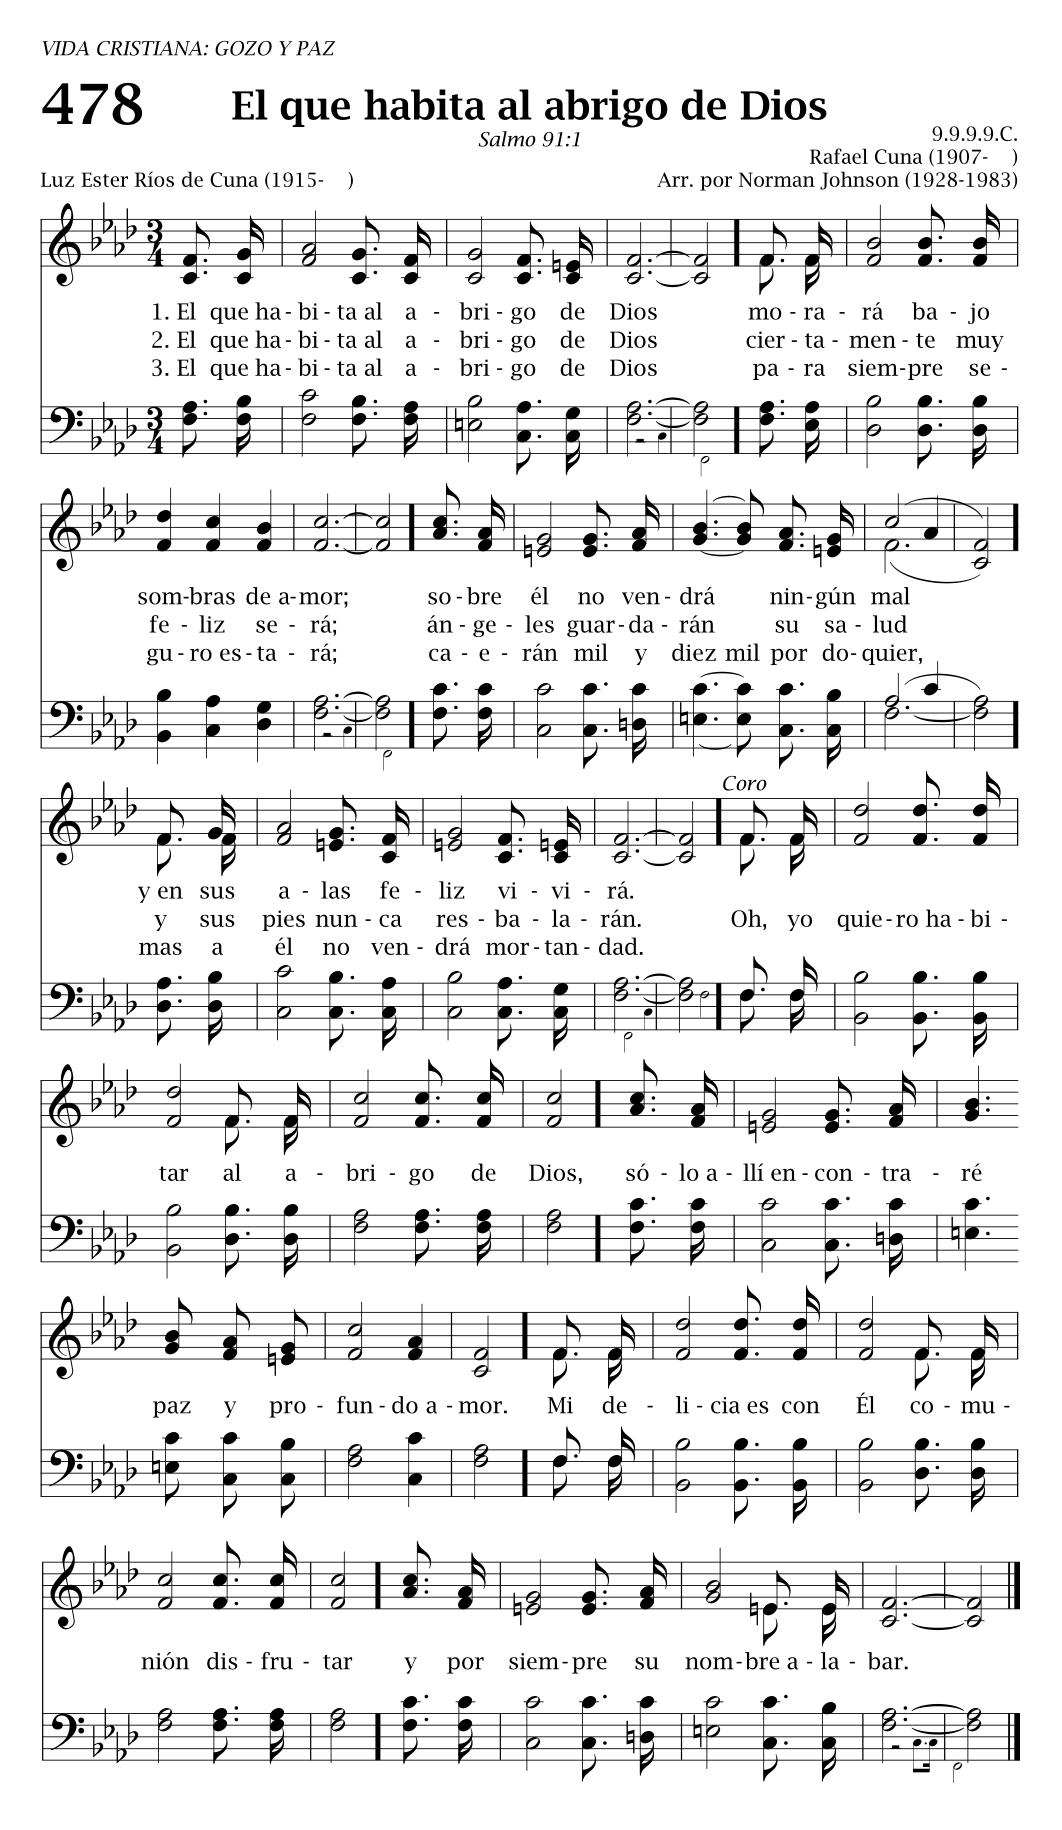 VIDA CRISTIANA: GOZO Y PAZ
478 El que habita al abrigo de Dios
Salmo 91:1
9.9.9.9.C.
Rafael Cuna (1907- )
Luz Ester Ríos de Cuna (1915- ) Arr. por Norman Johnson (1928-1983)
1. El que ha - bi - ta al a - bri - go de Dios mo - ra - rá ba - jo
2. El que ha - bi - ta al a - bri - go de Dios cier - ta - men - te muy
3. El que ha - bi - ta al a - bri - go de Dios pa - ra siem - pre se -
som - bras de a - mor; so - bre él no ven - drá nin - gún mal
fe - liz se - rá; án - ge - les guar - da - rán su sa - lud
gu - ro es - ta - rá; ca - e - rán mil y diez mil por do - quier,
Coro
y en sus a - las fe - liz vi - vi - rá.
y sus pies nun - ca res - ba - la - rán. Oh, yo quie - ro ha - bi -
mas a él no ven - drá mor - tan - dad.
tar al a - bri - go de Dios, só - lo a - llí en - con - tra - ré
paz y pro - fun - do a - mor. Mi de - li - cia es con Él co - mu -
nión dis - fru - tar y por siem - pre su nom - bre a - la - bar.